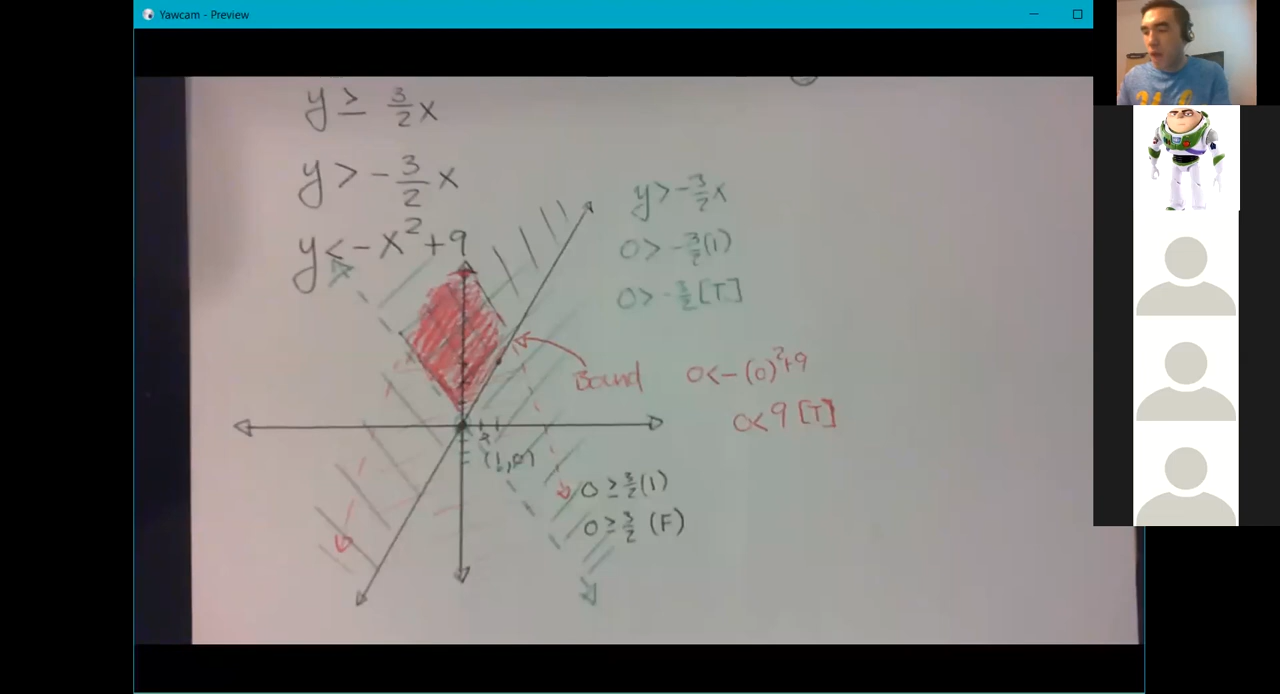 Yawcam - Preview
y ≥ 3/2 x
y > - 3/2 x
y < - x² + 9
y > - 3/2 x
0 > - 3/2 (1)
0 > - 3/2 [T]
Bound
0 < - (0)² + 9
0 < 9 [T]
(1,0)
0 ≥ 3/2 (1)
0 ≥ 3/2 (F)